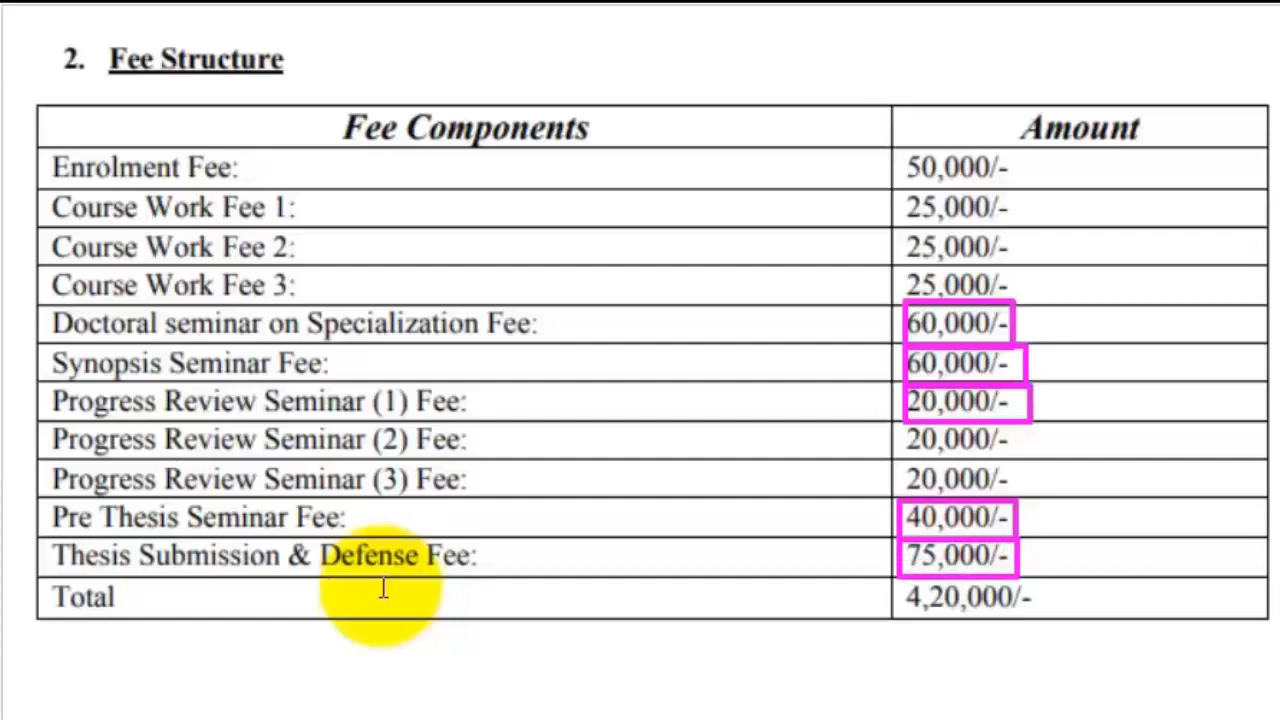 2. Fee Structure
Fee Components Amount
Enrolment Fee: 50,000/-
Course Work Fee 1: 25,000/-
Course Work Fee 2: 25,000/-
Course Work Fee 3: 25,000/-
Doctoral seminar on Specialization Fee: 60,000/-
Synopsis Seminar Fee: 60,000/-
Progress Review Seminar (1) Fee: 20,000/-
Progress Review Seminar (2) Fee: 20,000/-
Progress Review Seminar (3) Fee: 20,000/-
Pre Thesis Seminar Fee: 40,000/-
Thesis Submission & Defense Fee: 75,000/-
Total 4,20,000/-